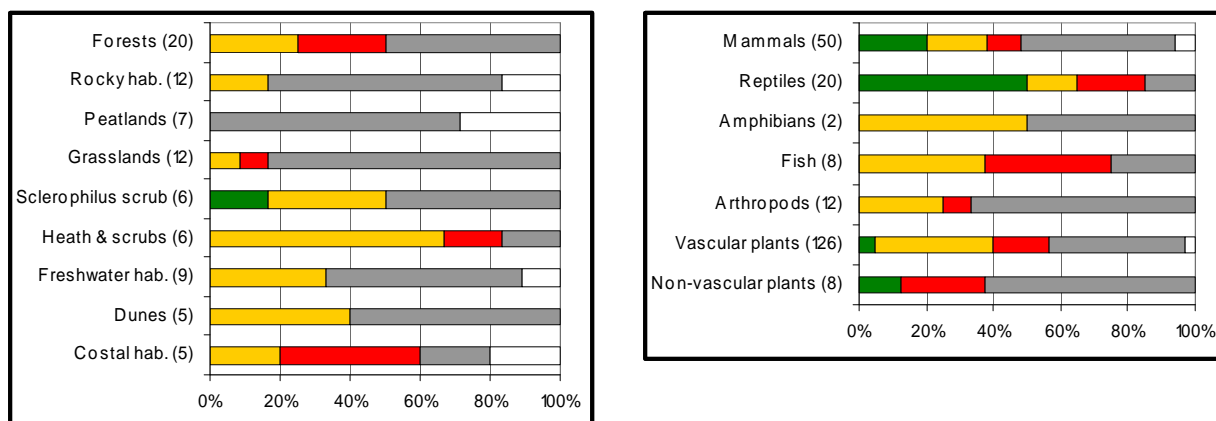 Forests (20)
Rocky hab. (12)
Peatlands (7)
Grasslands (12)
Sclerophilus scrub (6)
Heath & scrubs (6)
Freshwater hab. (9)
Dunes (5)
Costal hab. (5)
0% 20% 40% 60% 80% 100%
Mammals (50)
Reptiles (20)
Amphibians (2)
Fish (8)
Arthropods (12)
Vascular plants (126)
Non-vascular plants (8)
0% 20% 40% 60% 80% 100%